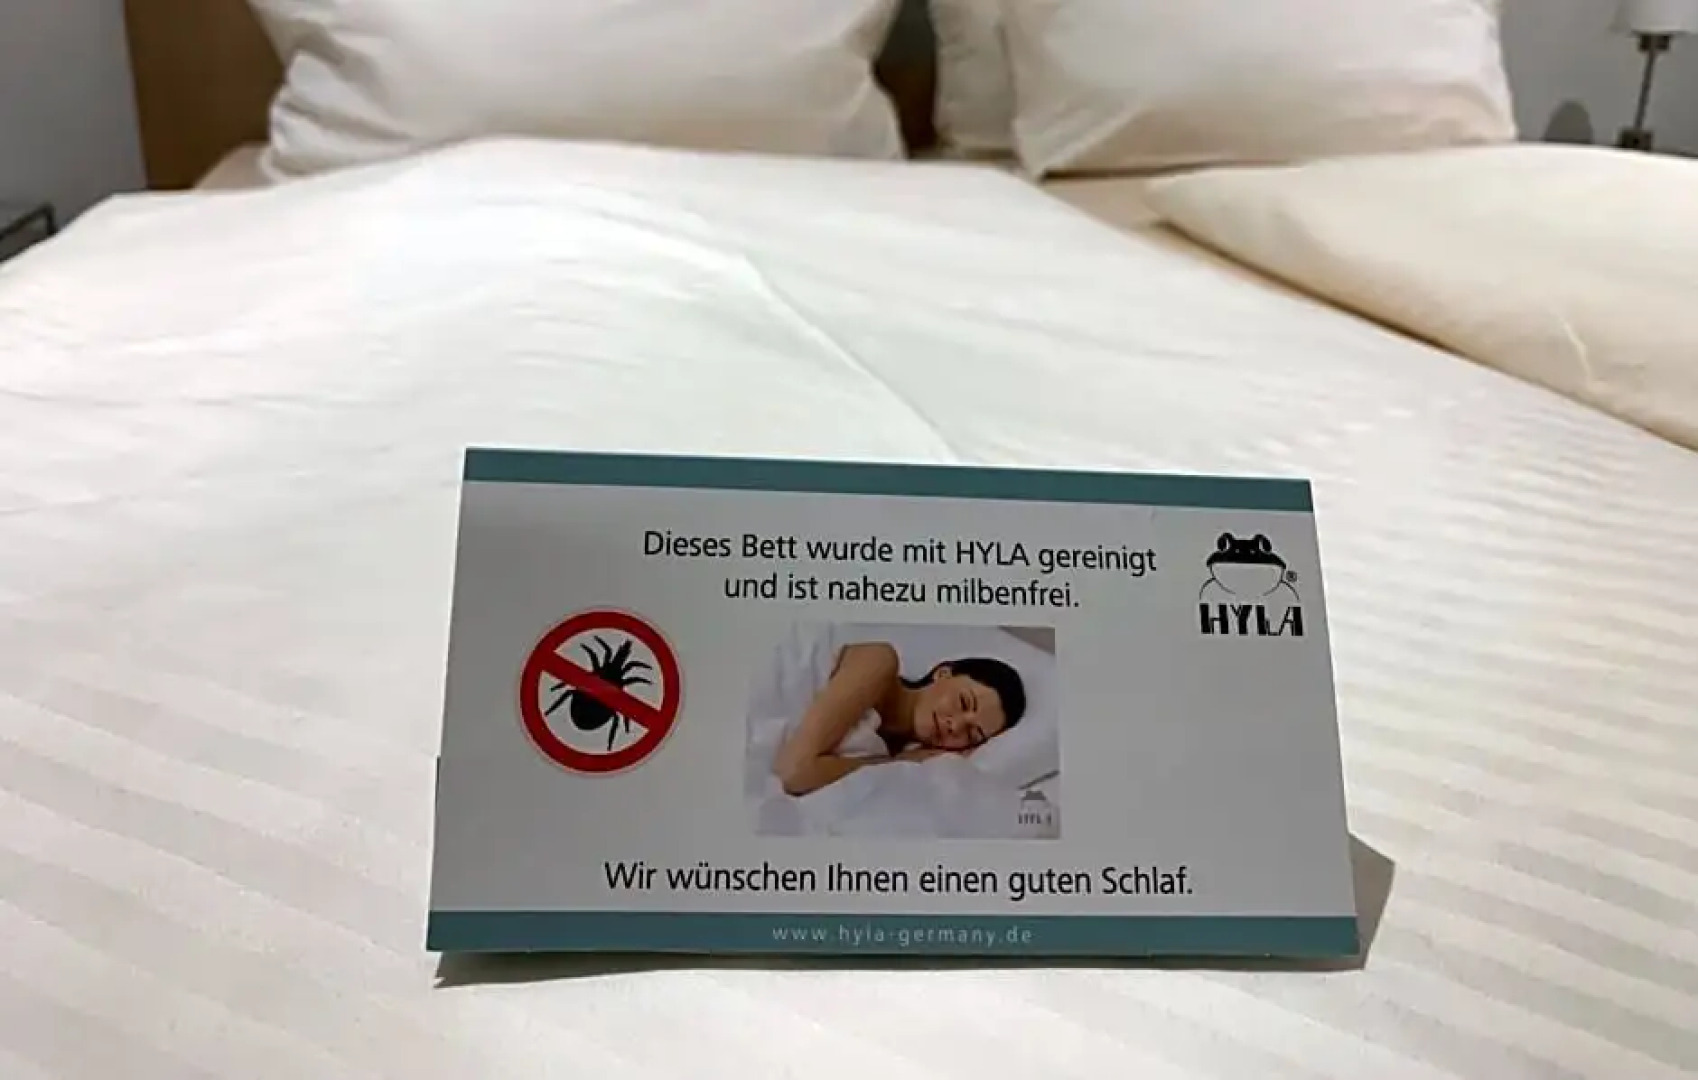 Dieses Bett wurde mit HYLA gereinigt
und ist nahezu milbenfrei.
®
HYLA
HYLA
Wir wünschen Ihnen einen guten Schlaf.
www.hyla-germany.de